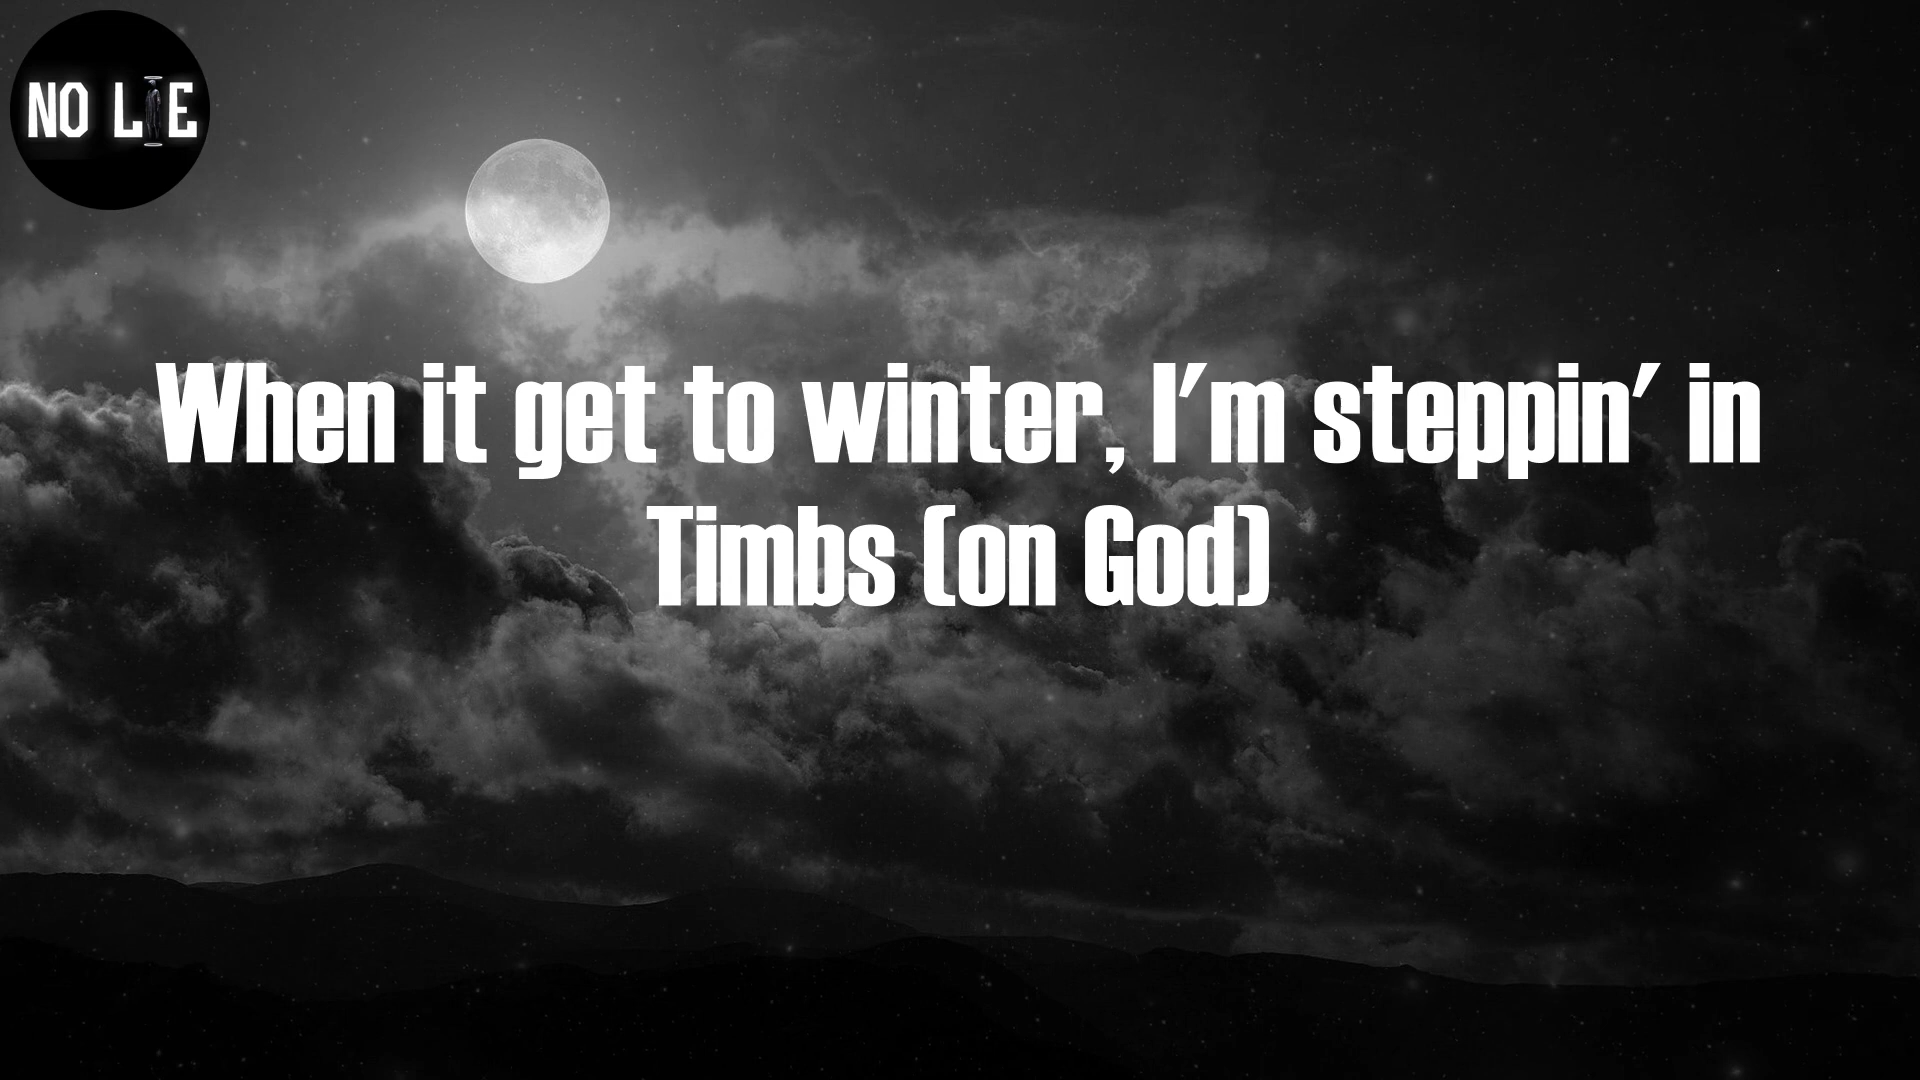 NO LIE
When it get to winter, I'm steppin' in
Timbs (on God)